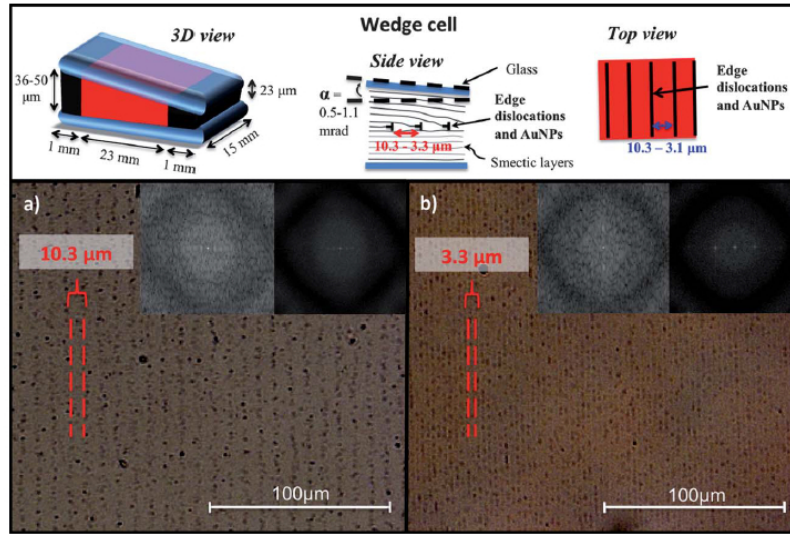 Wedge cell
3D view
36-50
μm
23 μm
1 mm
23 mm
1 mm
15 mm
Side view
α =
0.5-1.1
mrad
Glass
Edge
dislocations
and AuNPs
10.3 - 3.3 μm
Smectic layers
Top view
Edge
dislocations
and AuNPs
10.3 – 3.1 μm
a)
10.3 μm
100μm
b)
3.3 μm
100μm